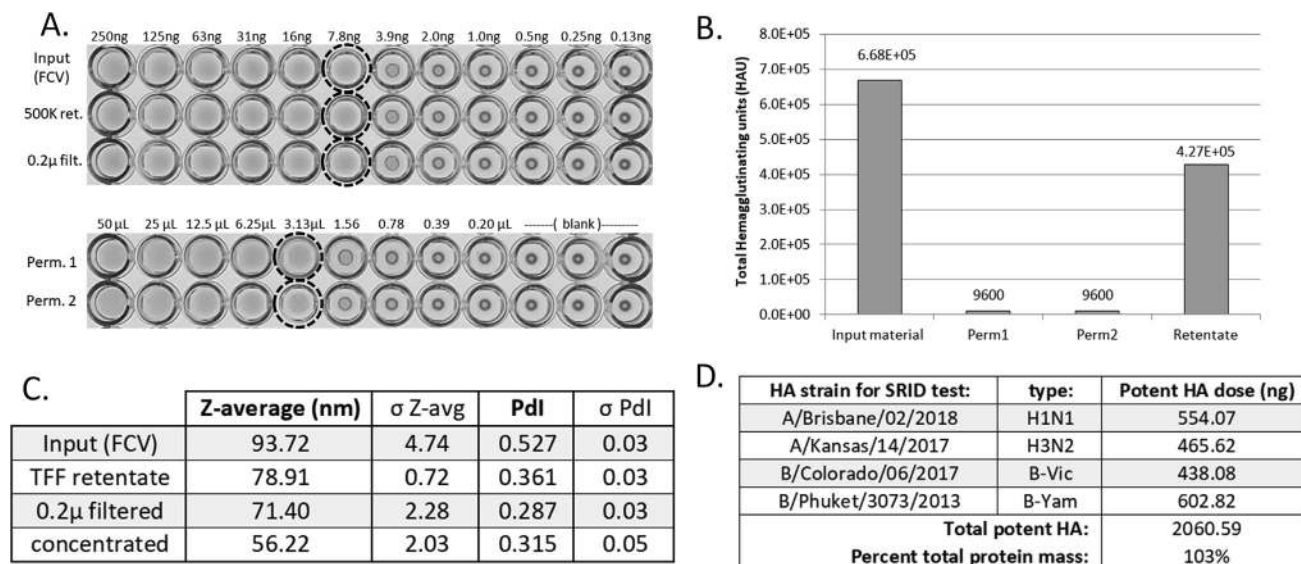 A.
250ng 125ng 63ng 31ng 16ng 7.8ng 3.9ng 2.0ng 1.0ng 0.5ng 0.25ng 0.13ng
Input
(FCV)
500K ret.
0.2μ filt.
50 μL 25 μL 12.5 μL 6.25μL 3.13μL 1.56 0.78 0.39 0.20 μL -------( blank )---------
Perm. 1
Perm. 2
B.
Total Hemagglutinating units (HAU)
8.0E+05
7.0E+05
6.0E+05
5.0E+05
4.0E+05
3.0E+05
2.0E+05
1.0E+05
0.0E+00
6.68E+05
9600
9600
4.27E+05
Input material Perm1 Perm2 Retentate
C.
Z-average (nm) σ Z-avg PdI σ PdI
Input (FCV) 93.72 4.74 0.527 0.03
TFF retentate 78.91 0.72 0.361 0.03
0.2μ filtered 71.40 2.28 0.287 0.03
concentrated 56.22 2.03 0.315 0.05
D.
HA strain for SRID test: type: Potent HA dose (ng)
A/Brisbane/02/2018 H1N1 554.07
A/Kansas/14/2017 H3N2 465.62
B/Colorado/06/2017 B-Vic 438.08
B/Phuket/3073/2013 B-Yam 602.82
Total potent HA: 2060.59
Percent total protein mass: 103%